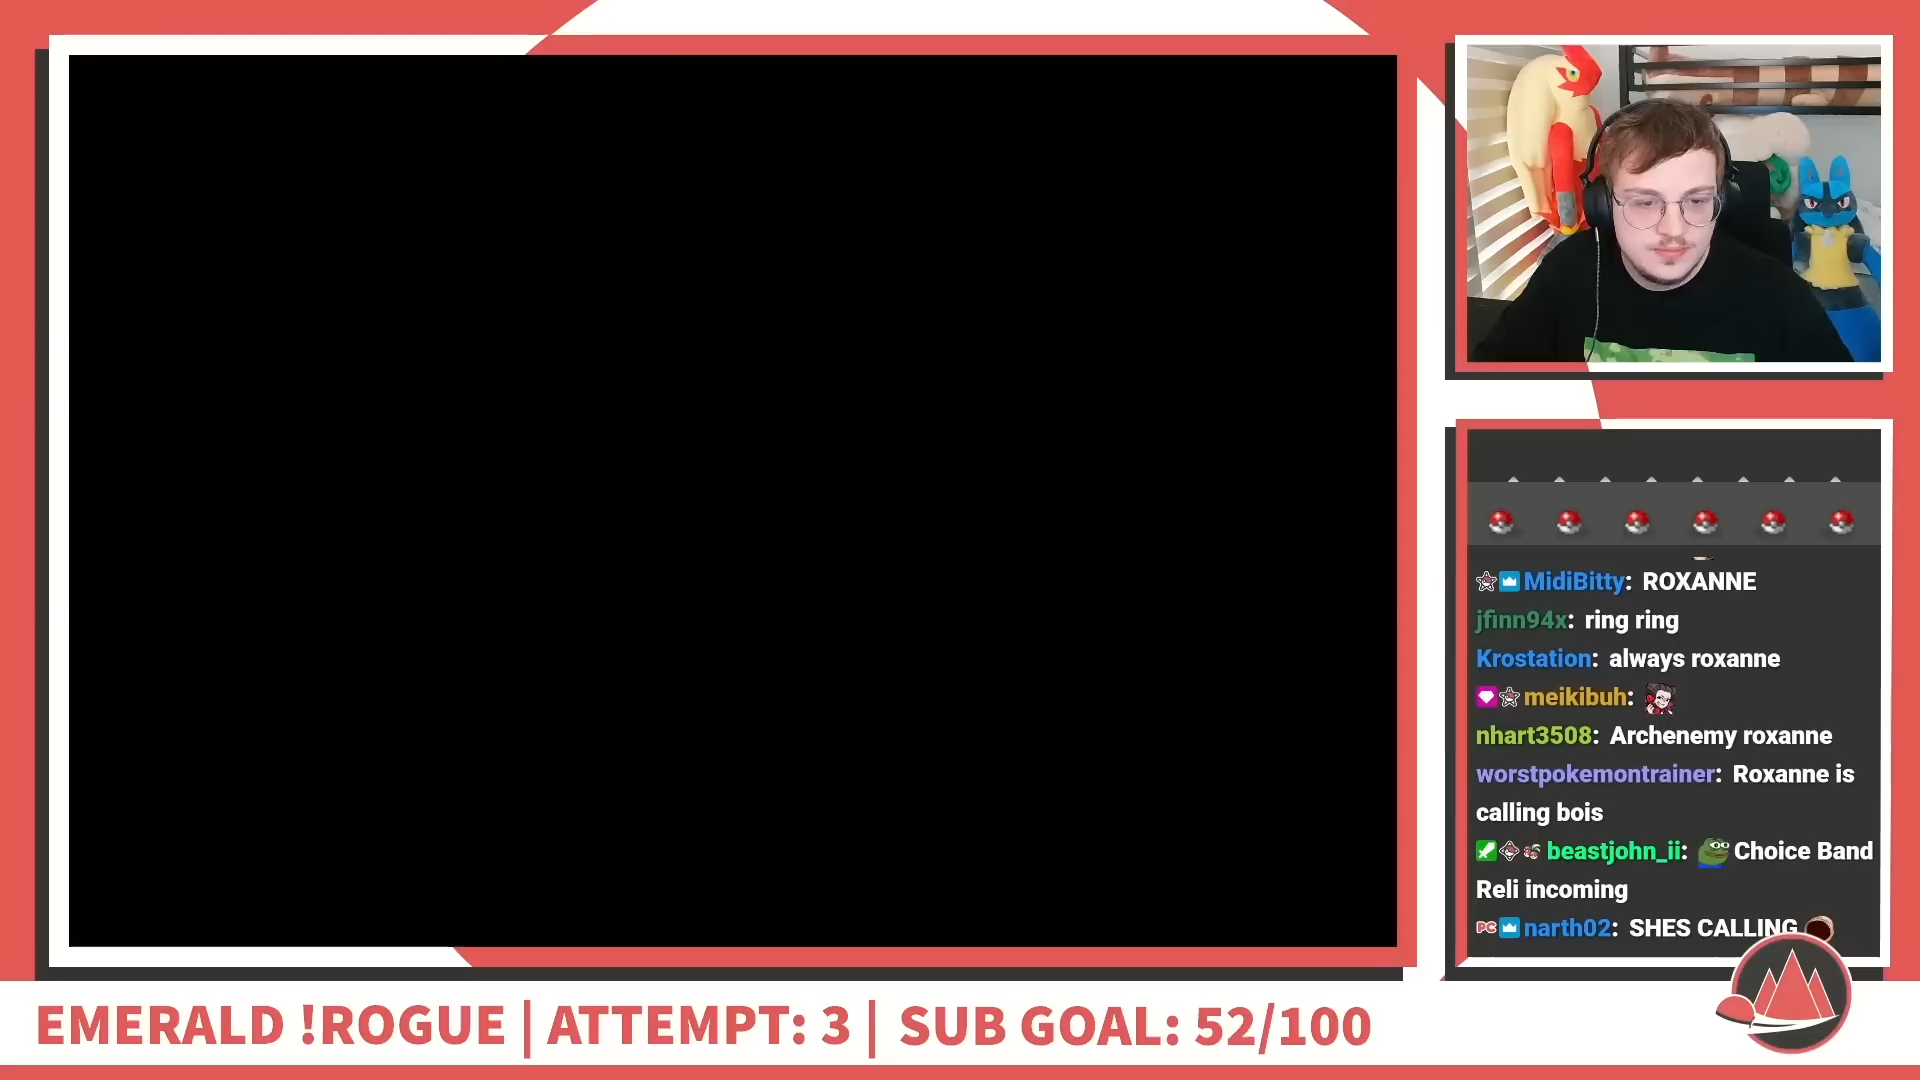 MidiBitty: ROXANNE
jfinn94x: ring ring
Krostation: always roxanne
meikibuh:
nhart3508: Archenemy roxanne
worstpokemontrainer: Roxanne is
calling bois
beastjohn_ii: Choice Band
Reli incoming
PC narth02: SHES CALLING
EMERALD !ROGUE | ATTEMPT: 3 | SUB GOAL: 52/100